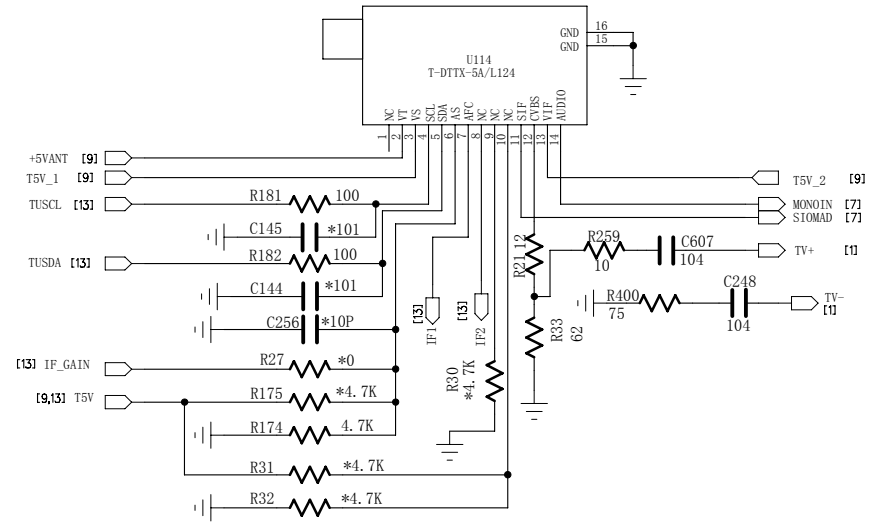 GND 16
GND 15
U114
T-DTTX-5A/L124
NC VT VS SCL SDA AS AFC NC NC NC SIF CVBS VIF AUDIO
1 2 3 4 5 6 7 8 9 10 11 12 13 14
+5VANT [9]
T5V_1 [9]
T5V_2 [9]
TUSCL [13]
R181 100
MONOIN [7]
SIOMAD [7]
C145 *101
R182 100
TUSDA [13]
R21 12
R259
10
C607
104
TV+ [1]
C144 *101
[13] IF1
[13] IF2
R400
75
C248
104
TV-
[1]
C256 *10P
R33
62
[13] IF_GAIN
R27 *0
R30
*4.7K
[9,13] T5V
R175 *4.7K
R174 4.7K
R31 *4.7K
R32 *4.7K